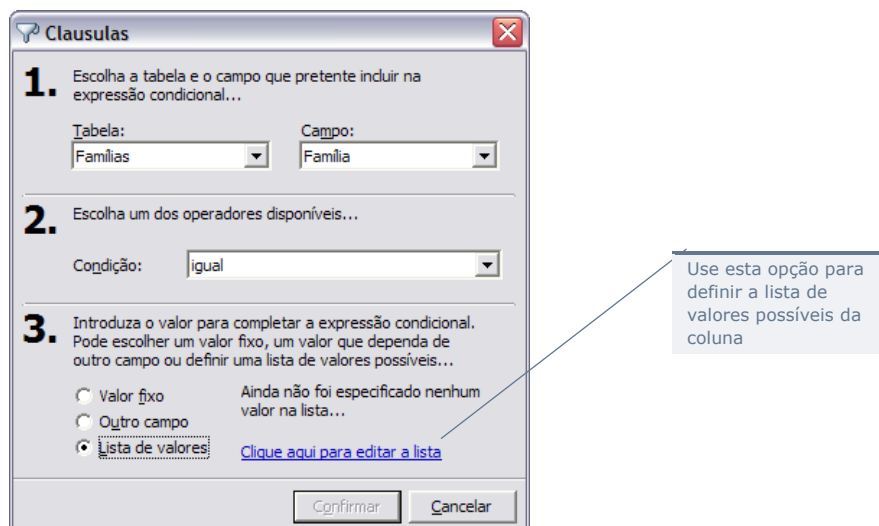 Clausulas
1.
Escolha a tabela e o campo que pretente incluir na
expressão condicional...
Tabela:
Campo:
Famílias
Família
2.
Escolha um dos operadores disponíveis...
Condição:
igual
3.
Introduza o valor para completar a expressão condicional.
Pode escolher um valor fixo, um valor que dependa de
outro campo ou definir uma lista de valores possíveis...
Valor fixo
Outro campo
Lista de valores
Ainda não foi especificado nenhum
valor na lista...
Clique aqui para editar a lista
Confirmar
Cancelar
Use esta opção para
definir a lista de
valores possíveis da
coluna